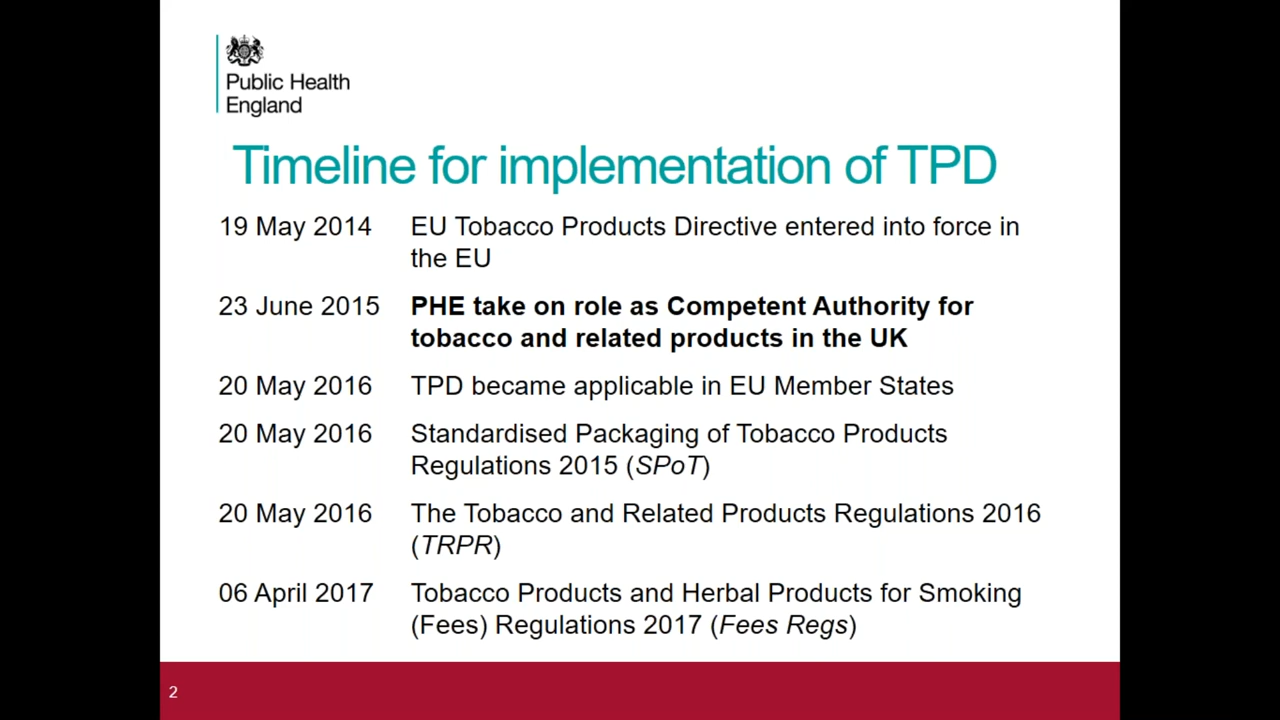 Public Health
England
Timeline for implementation of TPD
19 May 2014 EU Tobacco Products Directive entered into force in
the EU
23 June 2015 PHE take on role as Competent Authority for
tobacco and related products in the UK
20 May 2016 TPD became applicable in EU Member States
20 May 2016 Standardised Packaging of Tobacco Products
Regulations 2015 (SPoT)
20 May 2016 The Tobacco and Related Products Regulations 2016
(TRPR)
06 April 2017 Tobacco Products and Herbal Products for Smoking
(Fees) Regulations 2017 (Fees Regs)
2